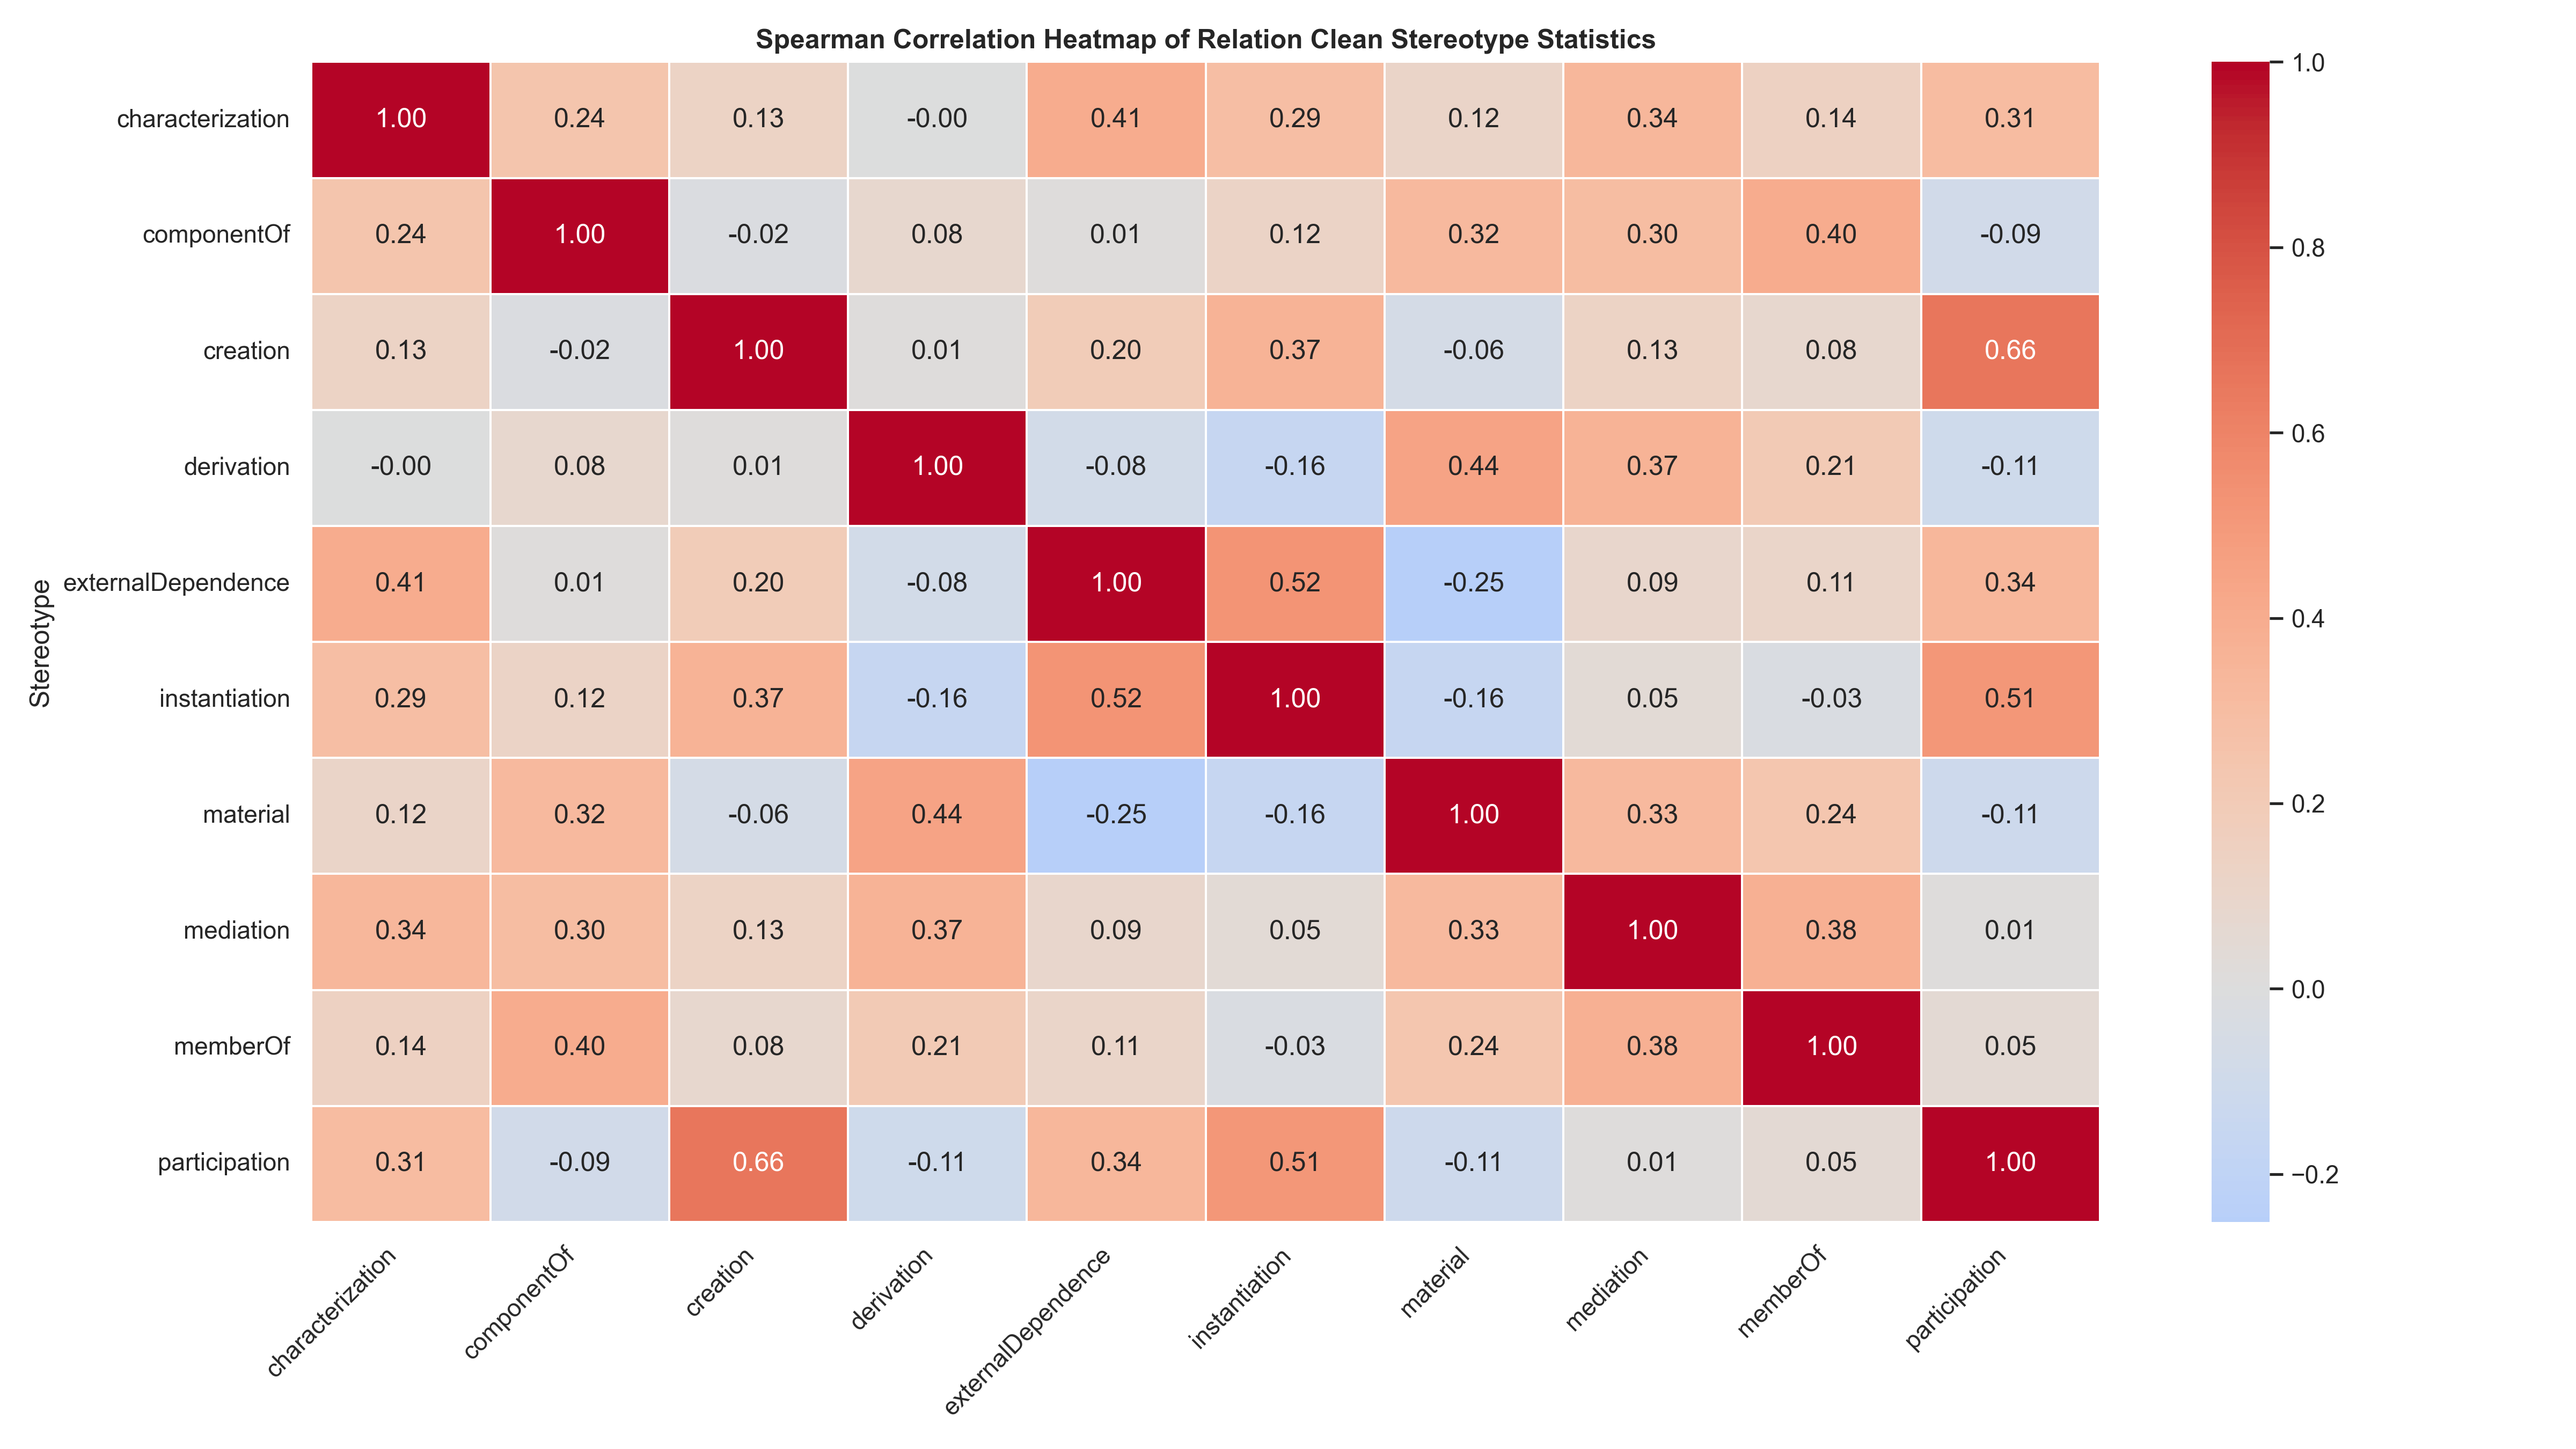 Spearman Correlation Heatmap of Relation Clean Stereotype Statistics
characterization 1.00 0.24 0.13 -0.00 0.41 0.29 0.12 0.34 0.14 0.31
componentOf 0.24 1.00 -0.02 0.08 0.01 0.12 0.32 0.30 0.40 -0.09
creation 0.13 -0.02 1.00 0.01 0.20 0.37 -0.06 0.13 0.08 0.66
derivation -0.00 0.08 0.01 1.00 -0.08 -0.16 0.44 0.37 0.21 -0.11
externalDependence 0.41 0.01 0.20 -0.08 1.00 0.52 -0.25 0.09 0.11 0.34
instantiation 0.29 0.12 0.37 -0.16 0.52 1.00 -0.16 0.05 -0.03 0.51
material 0.12 0.32 -0.06 0.44 -0.25 -0.16 1.00 0.33 0.24 -0.11
mediation 0.34 0.30 0.13 0.37 0.09 0.05 0.33 1.00 0.38 0.01
memberOf 0.14 0.40 0.08 0.21 0.11 -0.03 0.24 0.38 1.00 0.05
participation 0.31 -0.09 0.66 -0.11 0.34 0.51 -0.11 0.01 0.05 1.00
Stereotype
characterization
componentOf
creation
derivation
externalDependence
instantiation
material
mediation
memberOf
participation
1.0
0.8
0.6
0.4
0.2
0.0
−0.2